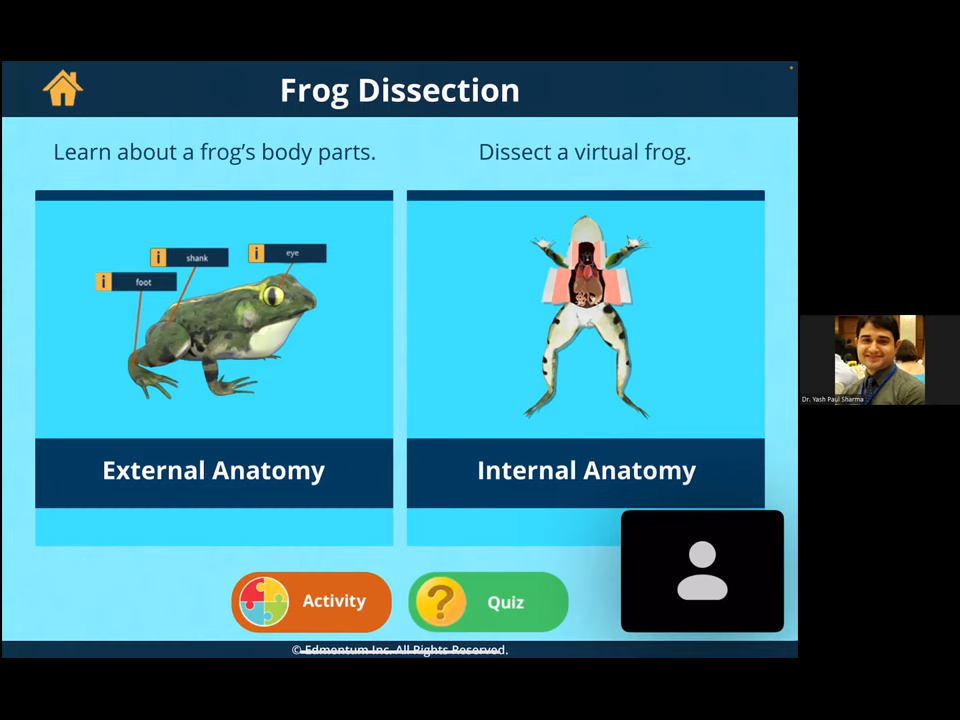 Frog Dissection
Learn about a frog's body parts.
Dissect a virtual frog.
i eye
i shank
i foot
External Anatomy
Internal Anatomy
Activity
? Quiz
© Edmentum Inc. All Rights Reserved.
Dr. Yash Paul Sharma